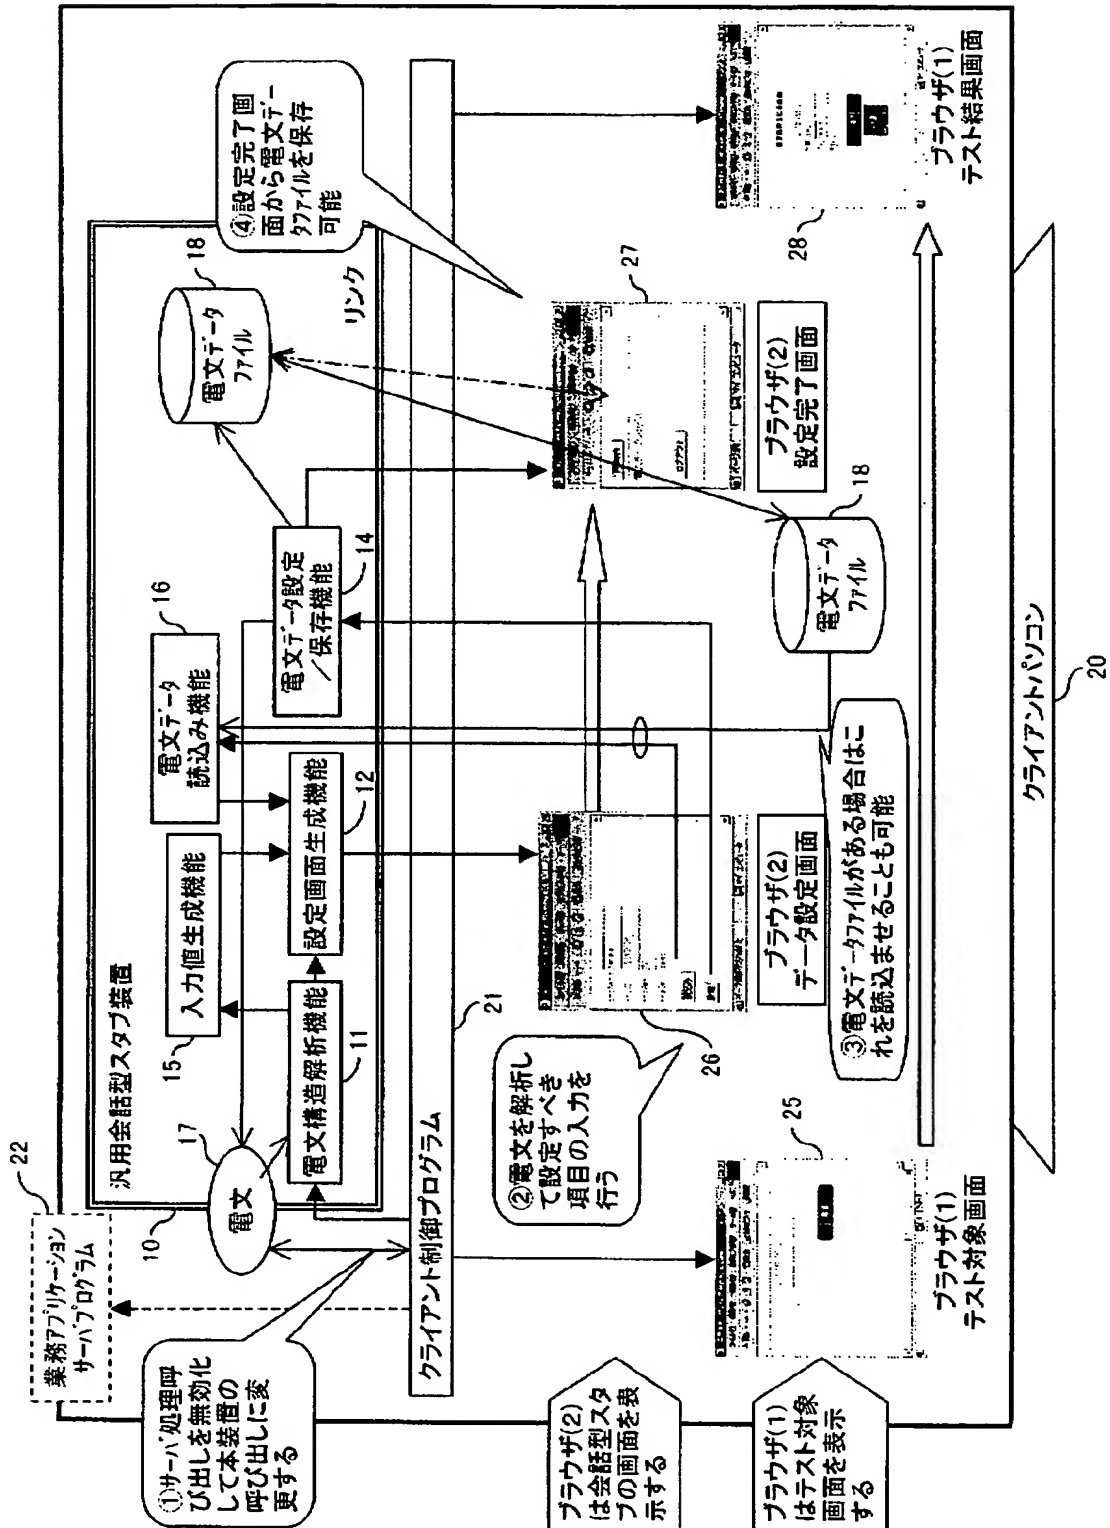 22
業務アプリケーション
サーバプログラム
①サーバ処理呼
び出しを無効化
して本装置の
呼び出しに変
更する
10
汎用会話型スタブ装置
17
電文
15
入力値生成機能
16
電文データ
読込み機能
電文構造解析機能
11
設定画面生成機能
12
電文データ設定
/保存機能
14
電文データ
ファイル
18
リンク
④設定完了画
面から電文デー
タファイルを保存
可能
クライアント制御プログラム
21
ブラウザ(2)
は会話型スタ
ブの画面を表
示する
②電文を解析し
て設定すべき
項目の入力を
行う
26
ブラウザ(2)
データ設定画面
27
ログアウト
ブラウザ(2)
設定完了画面
18
電文データ
ファイル
③電文データファイルがある場合はこ
れを読込ませることも可能
ブラウザ(1)
はテスト対象
画面を表示
する
25
ブラウザ(1)
テスト対象画面
28
ブラウザ(1)
テスト結果画面
クライアントパソコン
20